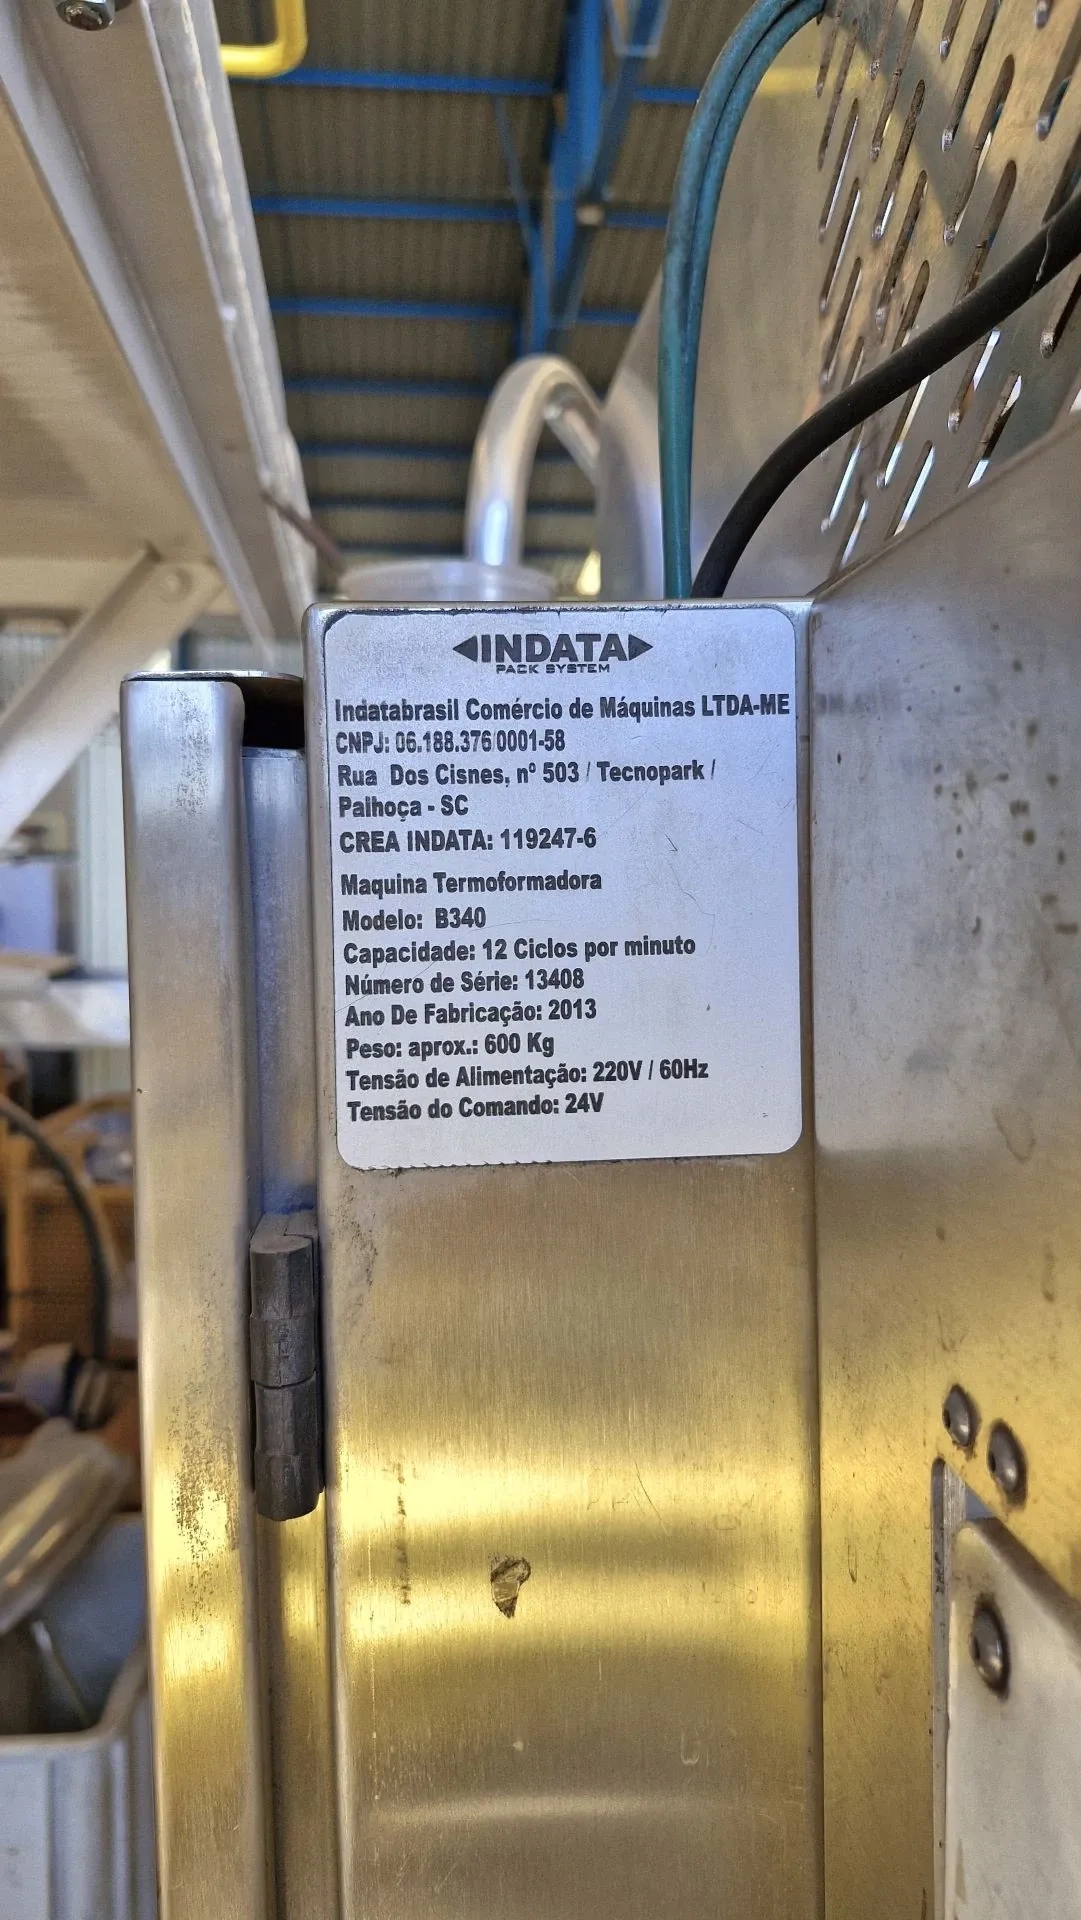 INDATA
PACK SYSTEM
Indatabrasil Comércio de Máquinas LTDA-ME
CNPJ: 06.188.376/0001-58
Rua Dos Cisnes, nº 503 / Tecnopark /
Palhoça - SC
CREA INDATA: 119247-6
Maquina Termoformadora
Modelo: B340
Capacidade: 12 Ciclos por minuto
Número de Série: 13408
Ano De Fabricação: 2013
Peso: aprox.: 600 Kg
Tensão de Alimentação: 220V / 60Hz
Tensão do Comando: 24V